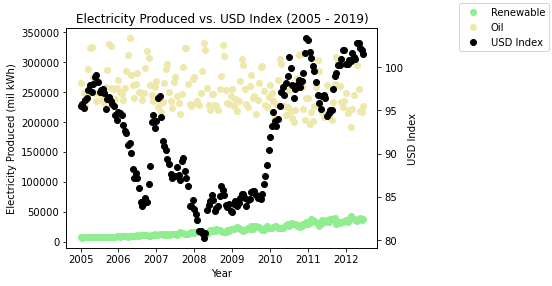 Electricity Produced vs. USD Index (2005 - 2019)
Renewable
Oil
USD Index
Electricity Produced (mil kWh)
350000
300000
250000
200000
150000
100000
50000
0
100
95
90
85
80
USD Index
2005 2006 2007 2008 2009 2010 2011 2012
Year